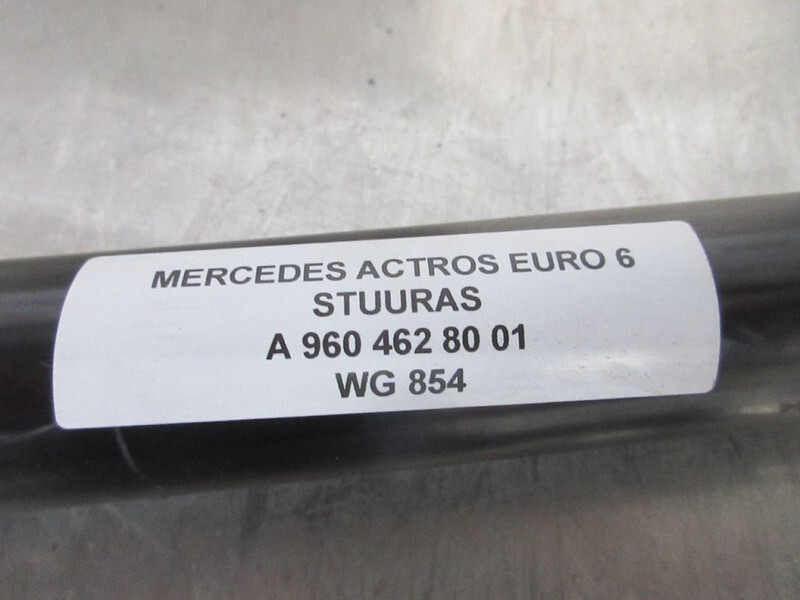 MERCEDES ACTROS EURO 6
STUURAS
A 960 462 80 01
WG 854